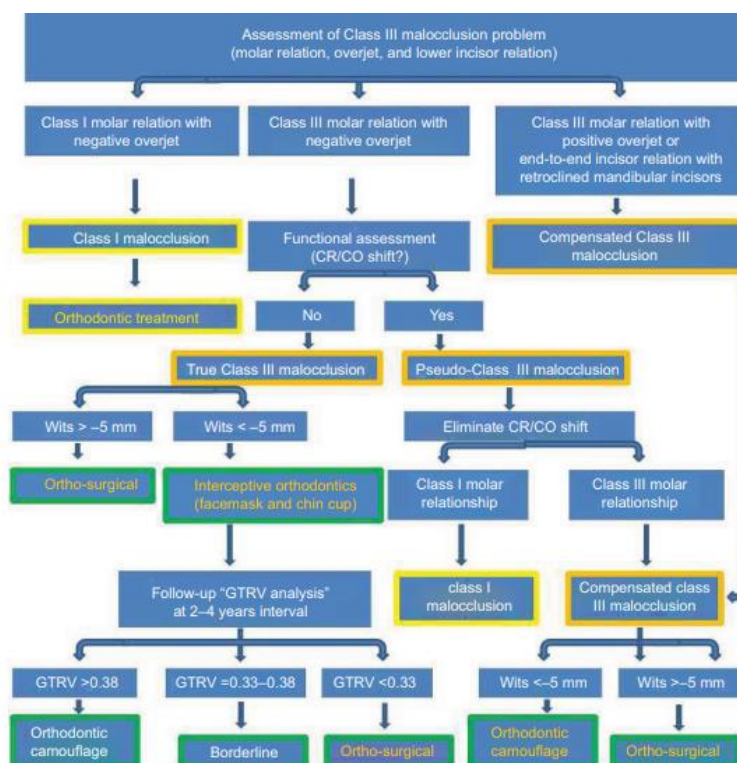 Assessment of Class III malocclusion problem
(molar relation, overjet, and lower incisor relation)
Class I molar relation with
negative overjet
Class III molar relation with
negative overjet
Class III molar relation with
positive overjet or
end-to-end incisor relation with
retroclined mandibular incisors
Class I malocclusion
Functional assessment
(CR/CO shift?)
Compensated Class III
malocclusion
Orthodontic treatment
No
Yes
True Class III malocclusion
Pseudo-Class III malocclusion
Wits > –5 mm
Wits < –5 mm
Eliminate CR/CO shift
Ortho-surgical
Interceptive orthodontics
(facemask and chin cup)
Class I molar
relationship
Class III molar
relationship
Follow-up “GTRV analysis”
at 2–4 years interval
class I
malocclusion
Compensated class
III malocclusion
GTRV >0.38
GTRV =0.33–0.38
GTRV <0.33
Wits <–5 mm
Wits >–5 mm
Orthodontic
camouflage
Borderline
Ortho-surgical
Orthodontic
camouflage
Ortho-surgical